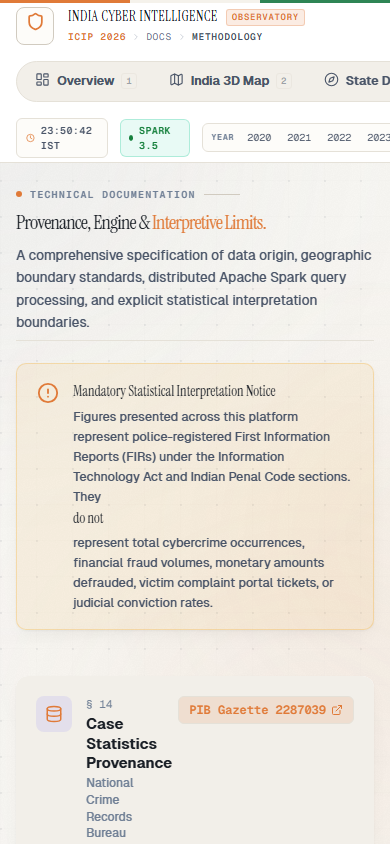 INDIA CYBER INTELLIGENCE OBSERVATORY
ICIP 2026 > DOCS > METHODOLOGY
Overview 1 India 3D Map 2 State D
23:50:42 IST
SPARK 3.5
YEAR 2020 2021 2022 2023
TECHNICAL DOCUMENTATION
Provenance, Engine & Interpretive Limits.
A comprehensive specification of data origin, geographic
boundary standards, distributed Apache Spark query
processing, and explicit statistical interpretation
boundaries.
Mandatory Statistical Interpretation Notice
Figures presented across this platform
represent police-registered First Information
Reports (FIRs) under the Information
Technology Act and Indian Penal Code sections.
They
do not
represent total cybercrime occurrences,
financial fraud volumes, monetary amounts
defrauded, victim complaint portal tickets, or
judicial conviction rates.
§ 14
PIB Gazette 2287039
Case
Statistics
Provenance
National
Crime
Records
Bureau